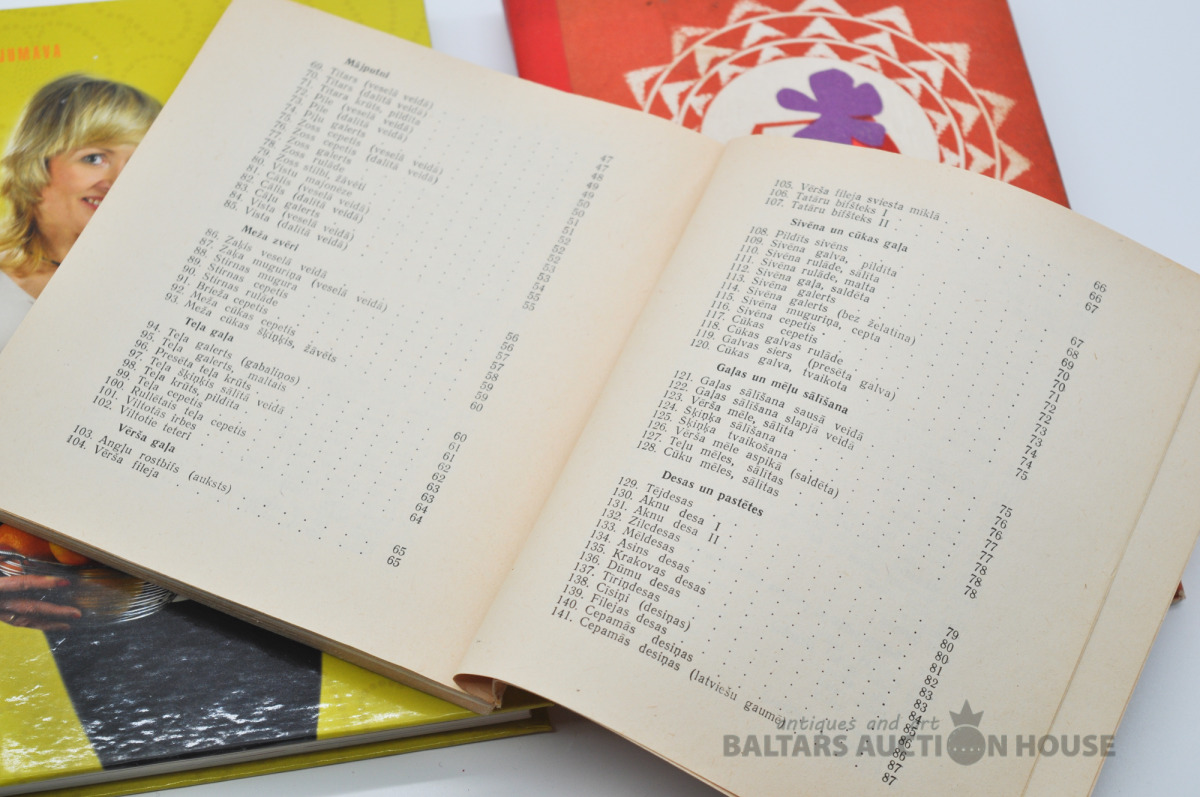 JUMAVA
Mājputni
69. Tītars (veselā veidā) 47
70. Tītars (dalītā veidā) 47
71. Tītara krūts, pildīta 48
72. Pīle (veselā veidā) 49
73. Pīle (dalītā veidā) 49
74. Pīļu galerts 50
75. Zoss cepetis (veselā veidā) 50
76. Zoss cepetis (dalītā veidā) 51
77. Zoss galerts 51
78. Zoss rulāde 52
79. Zoss stilbi, žāvēti 52
80. Vistu majonēze 52
81. Cālis (veselā veidā) 53
82. Cālis (dalītā veidā) 53
83. Cāļu galerts 54
84. Vista (veselā veidā) 55
85. Vista (dalītā veidā) 55
Meža zvēri
86. Zaķis veselā veidā 56
87. Zaķa muguriņa (veselā veidā) 56
88. Stirnas mugura 57
89. Stirnas cepetis 57
90. Stirnas rulāde 58
91. Brieža cepetis 59
92. Meža cūkas cepetis 59
93. Meža cūkas šķiņķis, žāvēts 60
Teļa gaļa
94. Teļa galerts (gabaliņos) 60
95. Teļa galerts, maltais 61
96. Presēta teļa krūts 61
97. Teļa šķiņķis sālītā veidā 62
98. Teļa krūts, pildīta 62
99. Teļa cepetis 63
100. Rullētais teļa cepetis 63
101. Viltotās irbes 64
102. Viltotie teteri 64
Vērša gaļa
103. Angļu rostbifs (auksts) 65
104. Vērša fileja 65
105. Vērša fileja sviesta mīklā 66
106. Tatāru bifšteks I 66
107. Tatāru bifšteks II 67
Sivēna un cūkas gaļa
108. Pildīts sivēns 67
109. Sivēna galva, pildīta 68
110. Sivēna rulāde, sālīta 69
111. Sivēna rulāde, malta 70
112. Sivēna gaļa, saldēta 70
113. Sivēna galerts 71
114. Sivēna galerts (bez želatīna) 72
115. Sivēna muguriņa, cepta 72
116. Sivēna cepetis 73
117. Cūkas cepetis 73
118. Cūkas galvas rulāde 74
119. Galvas siers (presēta galva) 74
120. Cūkas galva, tvaikota 75
Gaļas un mēļu sālīšana
121. Gaļas sālīšana sausā veidā 75
122. Gaļas sālīšana slapjā veidā 76
123. Vērša mēle, sālīta 76
124. Šķiņķa sālīšana 77
125. Šķiņķa tvaikošana 77
126. Vērša mēle aspikā (saldēta) 78
127. Teļu mēles, sālītas 78
128. Cūku mēles, sālītas 78
Desas un pastētes
129. Tējdesas 79
130. Aknu desa I 80
131. Aknu desa II 80
132. Zilcdesas 81
133. Mēldesas 82
134. Asins desas 82
135. Krakovas desas 83
136. Dūmu desas 83
137. Tīriņdesas 84
138. Cīsiņi (desiņas) 85
139. Filejas desas 86
140. Cepamās desiņas 87
141. Cepamās desiņas (latviešu gaumē) 87
antiques and art
BALTARS AUCTION HOUSE